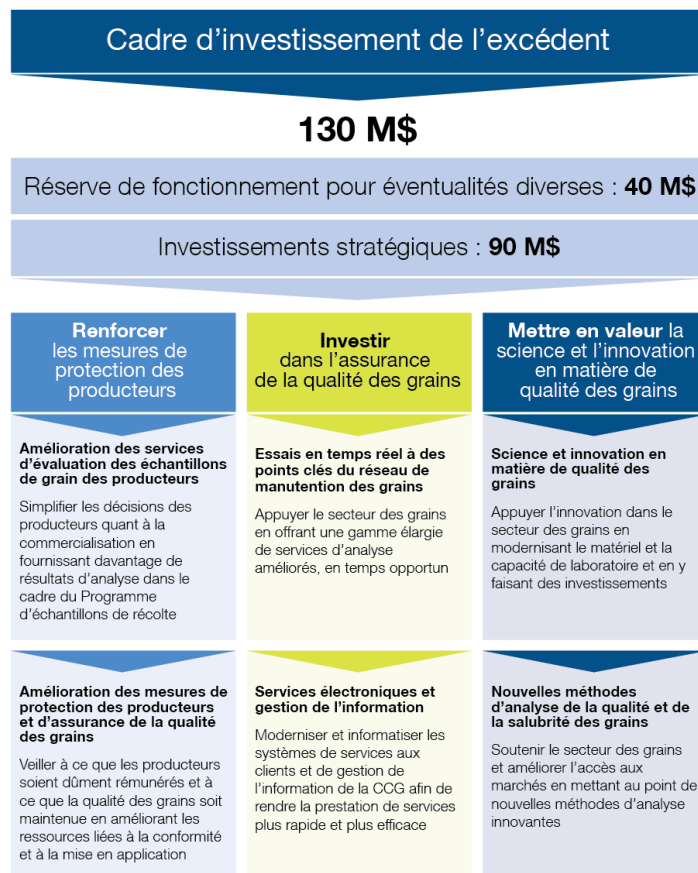 Cadre d’investissement de l’excédent
130 M$
Réserve de fonctionnement pour éventualités diverses : 40 M$
Investissements stratégiques : 90 M$
Renforcer
les mesures de
protection des
producteurs
Amélioration des services
d’évaluation des échantillons
de grain des producteurs
Simplifier les décisions des
producteurs quant à la
commercialisation en
fournissant davantage de
résultats d’analyse dans le
cadre du Programme
d’échantillons de récolte
Amélioration des mesures de
protection des producteurs
et d’assurance de la qualité
des grains
Veiller à ce que les producteurs
soient dûment rémunérés et à
ce que la qualité des grains soit
maintenue en améliorant les
ressources liées à la conformité
et à la mise en application
Investir
dans l’assurance
de la qualité des grains
Essais en temps réel à des
points clés du réseau de
manutention des grains
Appuyer le secteur des grains
en offrant une gamme élargie
de services d’analyse
améliorés, en temps opportun
Services électroniques et
gestion de l’information
Moderniser et informatiser les
systèmes de services aux
clients et de gestion de
l’information de la CCG afin de
rendre la prestation de services
plus rapide et plus efficace
Mettre en valeur la
science et l’innovation
en matière de
qualité des grains
Science et innovation en
matière de qualité des
grains
Appuyer l’innovation dans le
secteur des grains en
modernisant le matériel et la
capacité de laboratoire et en y
faisant des investissements
Nouvelles méthodes
d’analyse de la qualité et de
la salubrité des grains
Soutenir le secteur des grains
et améliorer l’accès aux
marchés en mettant au point de
nouvelles méthodes d’analyse
innovantes